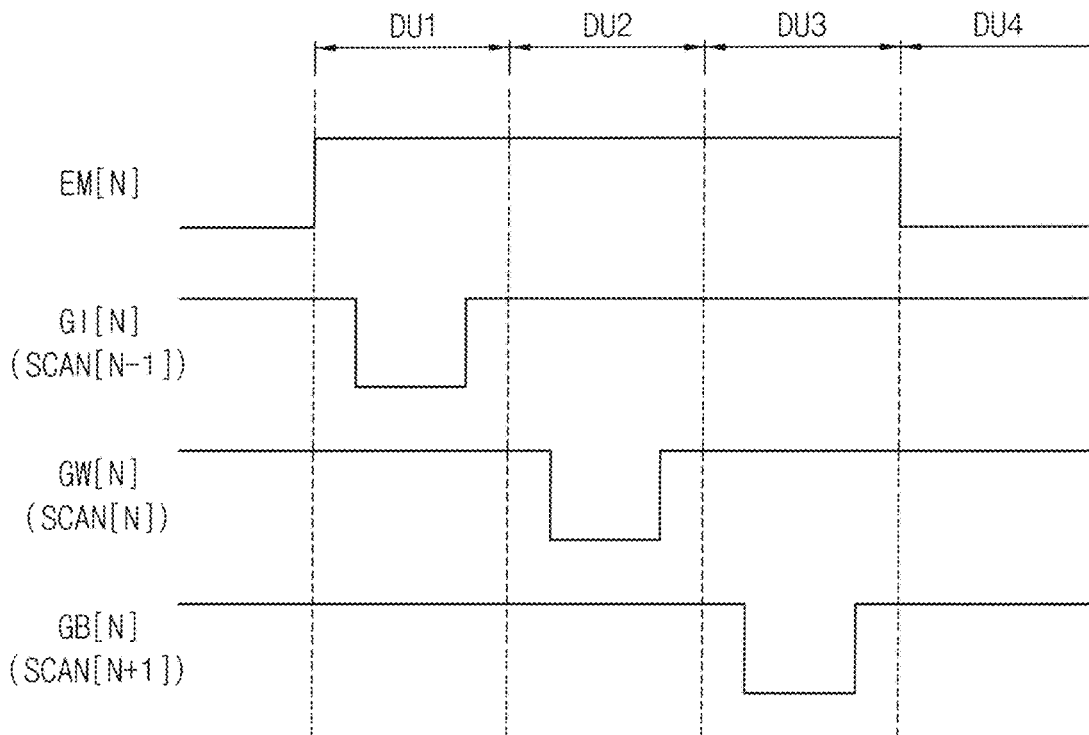 DU1 DU2 DU3 DU4
EM[N]
GI[N]
(SCAN[N-1])
GW[N]
(SCAN[N])
GB[N]
(SCAN[N+1])